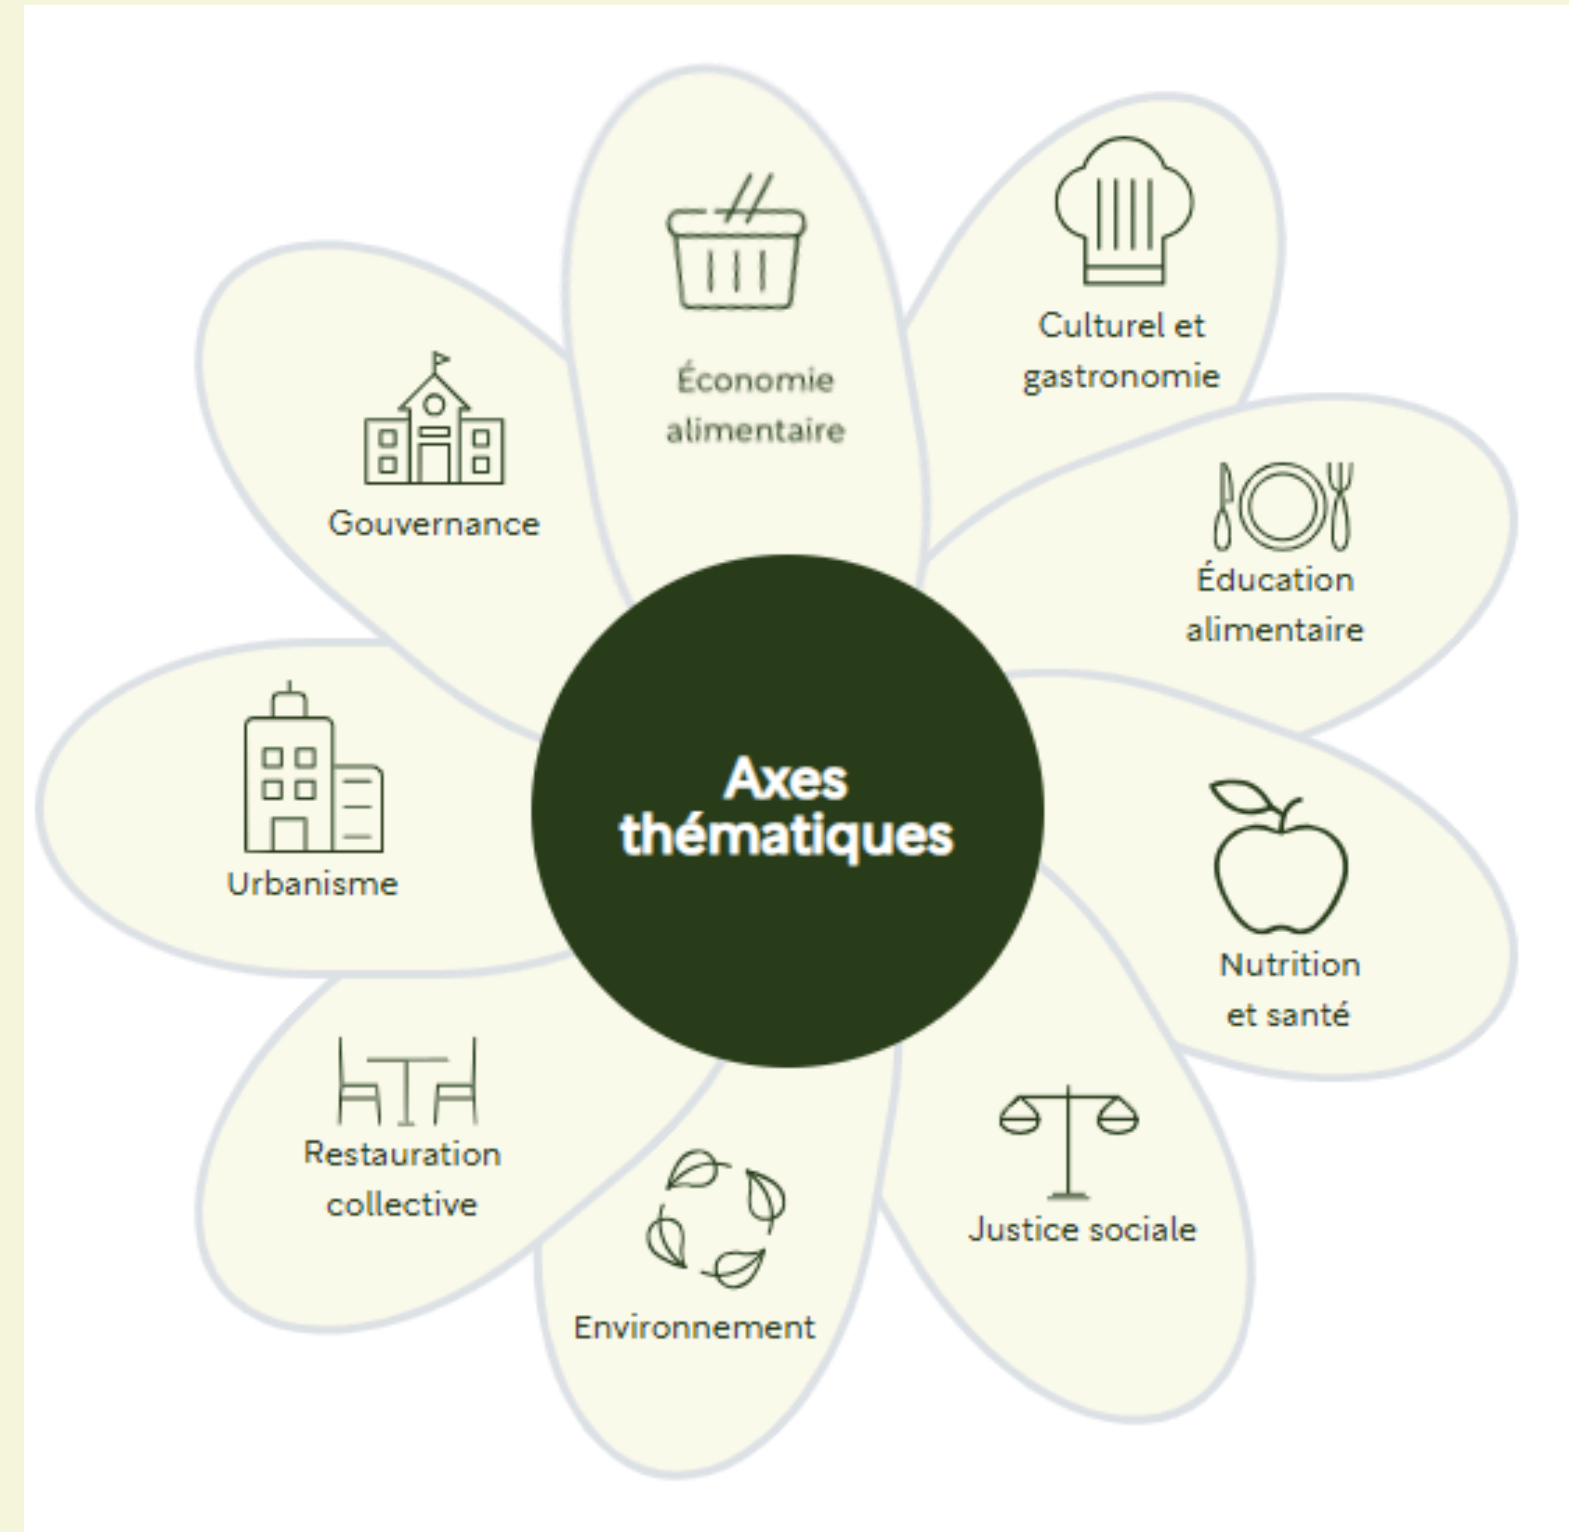 Économie
alimentaire
Culturel et
gastronomie
Éducation
alimentaire
Nutrition
et santé
Justice sociale
Environnement
Restauration
collective
Urbanisme
Gouvernance
Axes
thématiques